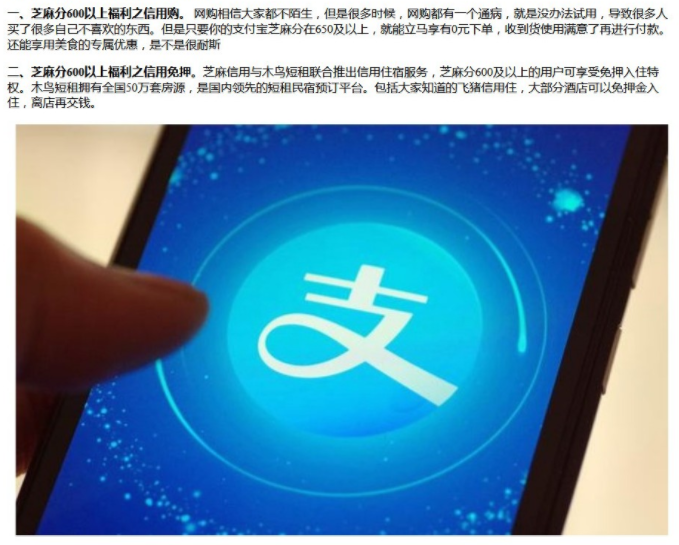 一、芝麻分600以上福利之信用购。 网购相信大家都不陌生，但是很多时候，网购都有一个通病，就是没办法试用，导致很多人
买了很多自己不喜欢的东西。但是只要你的支付宝芝麻分在650及以上，就能立马享有0元下单，收到货使用满意了再进行付款。
还能享用美食的专属优惠，是不是很耐斯
二、芝麻分600以上福利之信用免押。芝麻信用与木鸟短租联合推出信用住宿服务，芝麻分600及以上的用户可享受免押入住特
权。木鸟短租拥有全国50万套房源，是国内领先的短租民宿预订平台。包括大家知道的飞猪信用住，大部分酒店可以免押金入
住，离店再交钱。
支